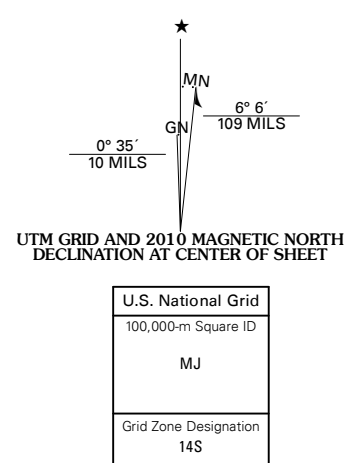 ★
MN
GN
6° 6´
109 MILS
0° 35´
10 MILS
UTM GRID AND 2010 MAGNETIC NORTH
DECLINATION AT CENTER OF SHEET
U.S. National Grid
100,000-m Square ID
MJ
Grid Zone Designation
14S